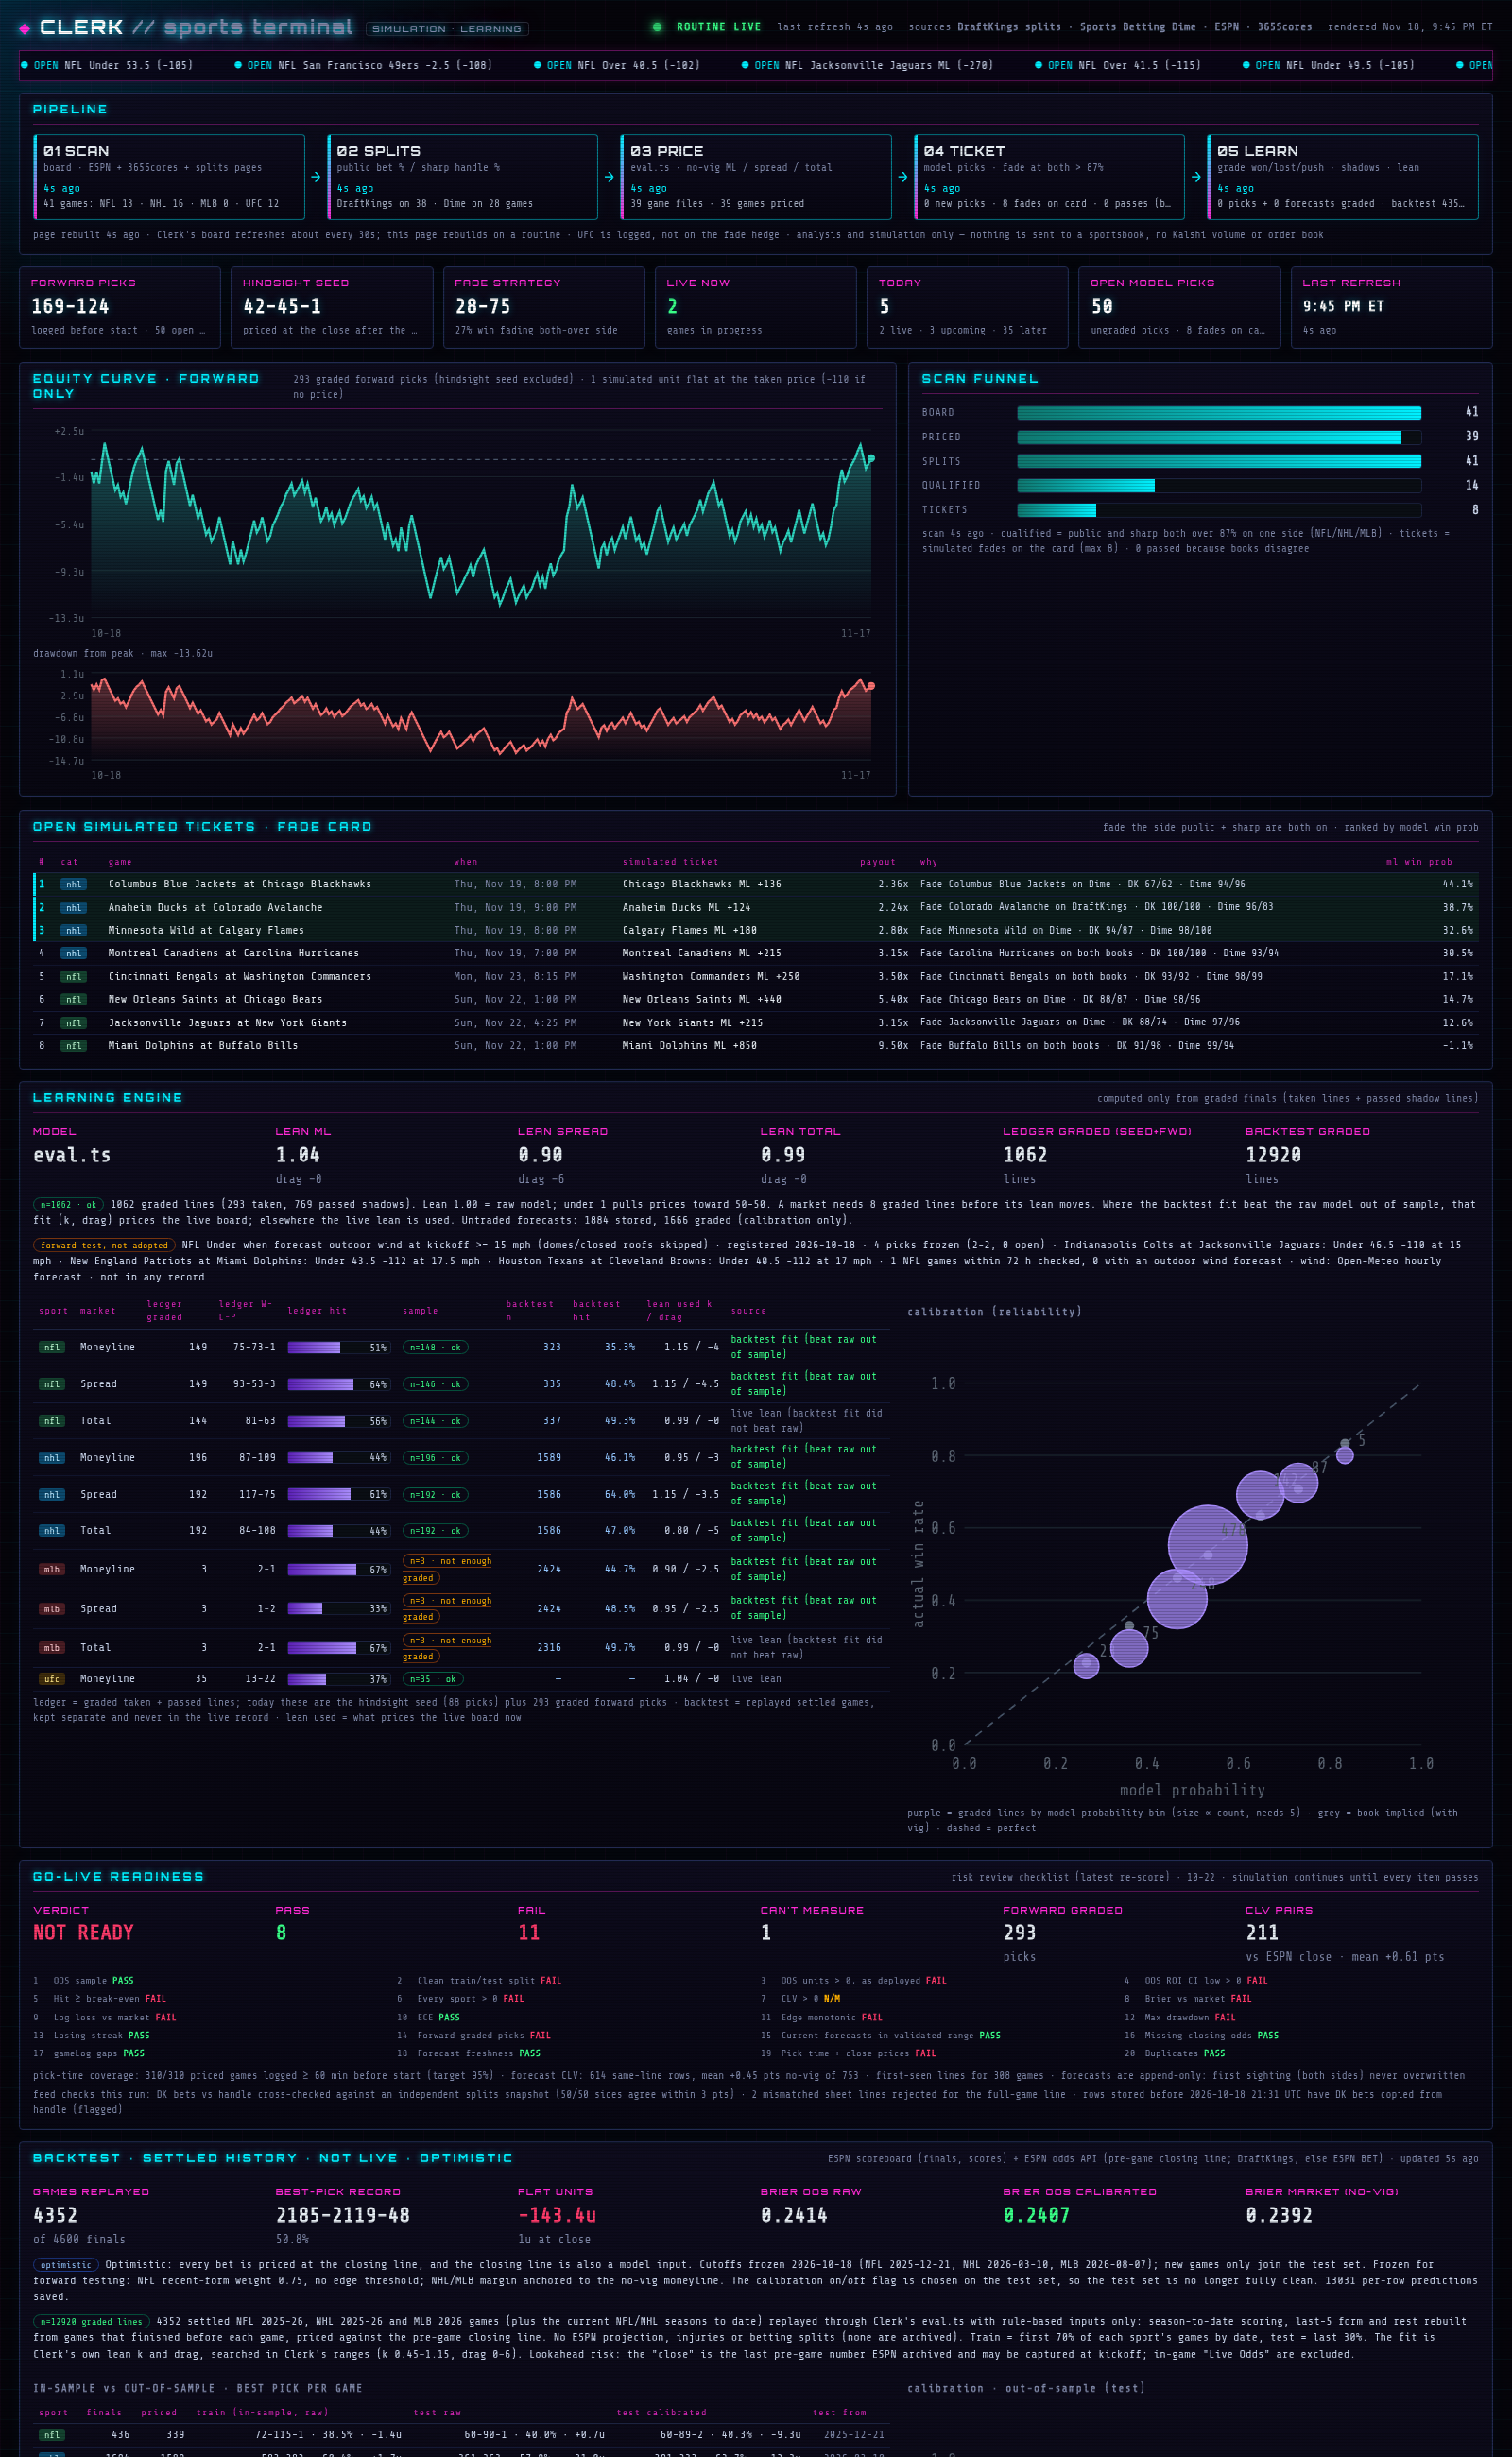 ◆ CLERK // sports terminal SIMULATION · LEARNING
ROUTINE LIVE last refresh 4s ago sources DraftKings splits · Sports Betting Dime · ESPN · 365Scores rendered Nov 18, 9:45 PM ET
OPEN NFL Under 53.5 (-105) OPEN NFL San Francisco 49ers -2.5 (-108) OPEN NFL Over 40.5 (-102) OPEN NFL Jacksonville Jaguars ML (-270) OPEN NFL Over 41.5 (-115) OPEN NFL Under 49.5 (-105) OPEN
PIPELINE
01 SCAN
board · ESPN + 365Scores + splits pages
4s ago
41 games: NFL 13 · NHL 16 · MLB 0 · UFC 12
→
02 SPLITS
public bet % / sharp handle %
4s ago
DraftKings on 38 · Dime on 28 games
→
03 PRICE
eval.ts · no-vig ML / spread / total
4s ago
39 game files · 39 games priced
→
04 TICKET
model picks · fade at both > 87%
4s ago
0 new picks · 8 fades on card · 0 passes (b…
→
05 LEARN
grade won/lost/push · shadows · lean
4s ago
0 picks + 0 forecasts graded · backtest 435…
page rebuilt 4s ago · Clerk's board refreshes about every 30s; this page rebuilds on a routine · UFC is logged, not on the fade hedge · analysis and simulation only — nothing is sent to a sportsbook, no Kalshi volume or order book
FORWARD PICKS
169-124
logged before start · 50 open …
HINDSIGHT SEED
42-45-1
priced at the close after the …
FADE STRATEGY
28-75
27% win fading both-over side
LIVE NOW
2
games in progress
TODAY
5
2 live · 3 upcoming · 35 later
OPEN MODEL PICKS
50
ungraded picks · 8 fades on ca…
LAST REFRESH
9:45 PM ET
4s ago
EQUITY CURVE · FORWARD ONLY
293 graded forward picks (hindsight seed excluded) · 1 simulated unit flat at the taken price (-110 if no price)
+2.5u
-1.4u
-5.4u
-9.3u
-13.3u
10-18 11-17
drawdown from peak · max -13.62u
1.1u
-2.9u
-6.8u
-10.8u
-14.7u
10-18 11-17
SCAN FUNNEL
BOARD 41
PRICED 39
SPLITS 41
QUALIFIED 14
TICKETS 8
scan 4s ago · qualified = public and sharp both over 87% on one side (NFL/NHL/MLB) · tickets = simulated fades on the card (max 8) · 0 passed because books disagree
OPEN SIMULATED TICKETS · FADE CARD
fade the side public + sharp are both on · ranked by model win prob
# cat game when simulated ticket payout why ml win prob
1 nhl Columbus Blue Jackets at Chicago Blackhawks Thu, Nov 19, 8:00 PM Chicago Blackhawks ML +136 2.36x Fade Columbus Blue Jackets on Dime · DK 67/62 · Dime 94/96 44.1%
2 nhl Anaheim Ducks at Colorado Avalanche Thu, Nov 19, 9:00 PM Anaheim Ducks ML +124 2.24x Fade Colorado Avalanche on DraftKings · DK 100/100 · Dime 96/83 38.7%
3 nhl Minnesota Wild at Calgary Flames Thu, Nov 19, 8:00 PM Calgary Flames ML +180 2.80x Fade Minnesota Wild on Dime · DK 94/87 · Dime 98/100 32.6%
4 nhl Montreal Canadiens at Carolina Hurricanes Thu, Nov 19, 7:00 PM Montreal Canadiens ML +215 3.15x Fade Carolina Hurricanes on both books · DK 100/100 · Dime 93/94 30.5%
5 nfl Cincinnati Bengals at Washington Commanders Mon, Nov 23, 8:15 PM Washington Commanders ML +250 3.50x Fade Cincinnati Bengals on both books · DK 93/92 · Dime 98/99 17.1%
6 nfl New Orleans Saints at Chicago Bears Sun, Nov 22, 1:00 PM New Orleans Saints ML +440 5.40x Fade Chicago Bears on Dime · DK 88/87 · Dime 98/96 14.7%
7 nfl Jacksonville Jaguars at New York Giants Sun, Nov 22, 4:25 PM New York Giants ML +215 3.15x Fade Jacksonville Jaguars on Dime · DK 88/74 · Dime 97/96 12.6%
8 nfl Miami Dolphins at Buffalo Bills Sun, Nov 22, 1:00 PM Miami Dolphins ML +850 9.50x Fade Buffalo Bills on both books · DK 91/98 · Dime 99/94 -1.1%
LEARNING ENGINE
computed only from graded finals (taken lines + passed shadow lines)
MODEL
eval.ts
LEAN ML
1.04
drag -0
LEAN SPREAD
0.90
drag -6
LEAN TOTAL
0.99
drag -0
LEDGER GRADED (SEED+FWD)
1062
lines
BACKTEST GRADED
12920
lines
n=1062 · ok 1062 graded lines (293 taken, 769 passed shadows). Lean 1.00 = raw model; under 1 pulls prices toward 50-50. A market needs 8 graded lines before its lean moves. Where the backtest fit beat the raw model out of sample, that
fit (k, drag) prices the live board; elsewhere the live lean is used. Untraded forecasts: 1884 stored, 1666 graded (calibration only).
forward test, not adopted NFL Under when forecast outdoor wind at kickoff >= 15 mph (domes/closed roofs skipped) · registered 2026-10-18 · 4 picks frozen (2-2, 0 open) · Indianapolis Colts at Jacksonville Jaguars: Under 46.5 -110 at 15
mph · New England Patriots at Miami Dolphins: Under 43.5 -112 at 17.5 mph · Houston Texans at Cleveland Browns: Under 40.5 -112 at 17 mph · 1 NFL games within 72 h checked, 0 with an outdoor wind forecast · wind: Open-Meteo hourly
forecast · not in any record
sport market ledger graded ledger W-L-P ledger hit sample backtest n backtest hit lean used k / drag source
nfl Moneyline 149 75-73-1 51% n=148 · ok 323 35.3% 1.15 / -4 backtest fit (beat raw out of sample)
nfl Spread 149 93-53-3 64% n=146 · ok 335 48.4% 1.15 / -4.5 backtest fit (beat raw out of sample)
nfl Total 144 81-63 56% n=144 · ok 337 49.3% 0.99 / -0 live lean (backtest fit did not beat raw)
nhl Moneyline 196 87-109 44% n=196 · ok 1589 46.1% 0.95 / -3 backtest fit (beat raw out of sample)
nhl Spread 192 117-75 61% n=192 · ok 1586 64.0% 1.15 / -3.5 backtest fit (beat raw out of sample)
nhl Total 192 84-108 44% n=192 · ok 1586 47.0% 0.80 / -5 backtest fit (beat raw out of sample)
mlb Moneyline 3 2-1 67% n=3 · not enough graded 2424 44.7% 0.90 / -2.5 backtest fit (beat raw out of sample)
mlb Spread 3 1-2 33% n=3 · not enough graded 2424 48.5% 0.95 / -2.5 backtest fit (beat raw out of sample)
mlb Total 3 2-1 67% n=3 · not enough graded 2316 49.7% 0.99 / -0 live lean (backtest fit did not beat raw)
ufc Moneyline 35 13-22 37% n=35 · ok — — 1.04 / -0 live lean
ledger = graded taken + passed lines; today these are the hindsight seed (88 picks) plus 293 graded forward picks · backtest = replayed settled games,
kept separate and never in the live record · lean used = what prices the live board now
calibration (reliability)
actual win rate
1.0
0.8
0.6
0.4
0.2
0.0
5
87
75
0.0 0.2 0.4 0.6 0.8 1.0
model probability
purple = graded lines by model-probability bin (size ∝ count, needs 5) · grey = book implied (with
vig) · dashed = perfect
GO-LIVE READINESS
risk review checklist (latest re-score) · 10-22 · simulation continues until every item passes
VERDICT
NOT READY
PASS
8
FAIL
11
CAN'T MEASURE
1
FORWARD GRADED
293
picks
CLV PAIRS
211
vs ESPN close · mean +0.61 pts
1 OOS sample PASS 2 Clean train/test split FAIL 3 OOS units > 0, as deployed FAIL 4 OOS ROI CI low > 0 FAIL
5 Hit ≥ break-even FAIL 6 Every sport > 0 FAIL 7 CLV > 0 N/M 8 Brier vs market FAIL
9 Log loss vs market FAIL 10 ECE PASS 11 Edge monotonic FAIL 12 Max drawdown FAIL
13 Losing streak PASS 14 Forward graded picks FAIL 15 Current forecasts in validated range PASS 16 Missing closing odds PASS
17 gameLog gaps PASS 18 Forecast freshness PASS 19 Pick-time + close prices FAIL 20 Duplicates PASS
pick-time coverage: 310/310 priced games logged ≥ 60 min before start (target 95%) · forecast CLV: 614 same-line rows, mean +0.45 pts no-vig of 753 · first-seen lines for 308 games · forecasts are append-only: first sighting (both sides) never overwritten
feed checks this run: DK bets vs handle cross-checked against an independent splits snapshot (50/50 sides agree within 3 pts) · 2 mismatched sheet lines rejected for the full-game line · rows stored before 2026-10-18 21:31 UTC have DK bets copied from
handle (flagged)
BACKTEST · SETTLED HISTORY · NOT LIVE · OPTIMISTIC
ESPN scoreboard (finals, scores) + ESPN odds API (pre-game closing line; DraftKings, else ESPN BET) · updated 5s ago
GAMES REPLAYED
4352
of 4600 finals
BEST-PICK RECORD
2185-2119-48
50.8%
FLAT UNITS
-143.4u
1u at close
BRIER OOS RAW
0.2414
BRIER OOS CALIBRATED
0.2407
BRIER MARKET (NO-VIG)
0.2392
optimistic Optimistic: every bet is priced at the closing line, and the closing line is also a model input. Cutoffs frozen 2026-10-18 (NFL 2025-12-21, NHL 2026-03-10, MLB 2026-08-07); new games only join the test set. Frozen for
forward testing: NFL recent-form weight 0.75, no edge threshold; NHL/MLB margin anchored to the no-vig moneyline. The calibration on/off flag is chosen on the test set, so the test set is no longer fully clean. 13031 per-row predictions
saved.
n=12920 graded lines 4352 settled NFL 2025-26, NHL 2025-26 and MLB 2026 games (plus the current NFL/NHL seasons to date) replayed through Clerk's eval.ts with rule-based inputs only: season-to-date scoring, last-5 form and rest rebuilt
from games that finished before each game, priced against the pre-game closing line. No ESPN projection, injuries or betting splits (none are archived). Train = first 70% of each sport's games by date, test = last 30%. The fit is
Clerk's own lean k and drag, searched in Clerk's ranges (k 0.45-1.15, drag 0-6). Lookahead risk: the "close" is the last pre-game number ESPN archived and may be captured at kickoff; in-game "Live Odds" are excluded.
IN-SAMPLE vs OUT-OF-SAMPLE · BEST PICK PER GAME
sport finals priced train (in-sample, raw) test raw test calibrated test from
nfl 436 339 72-115-1 · 38.5% · -1.4u 60-90-1 · 40.0% · +0.7u 60-89-2 · 40.3% · -9.3u 2025-12-21
calibration · out-of-sample (test)